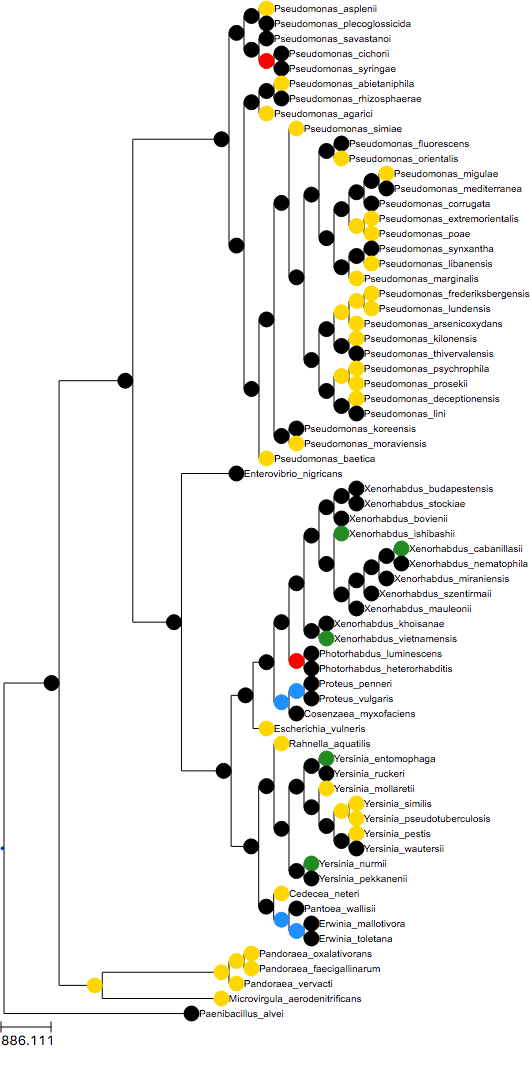 Pseudomonas_asplenii
Pseudomonas_plecoglossicida
Pseudomonas_savastanoi
Pseudomonas_cichorii
Pseudomonas_syringae
Pseudomonas_abietaniphila
Pseudomonas_rhizosphaerae
Pseudomonas_agarici
Pseudomonas_simiae
Pseudomonas_fluorescens
Pseudomonas_orientalis
Pseudomonas_migulae
Pseudomonas_mediterranea
Pseudomonas_corrugata
Pseudomonas_extremorientalis
Pseudomonas_poae
Pseudomonas_synxantha
Pseudomonas_libanensis
Pseudomonas_marginalis
Pseudomonas_frederiksbergensis
Pseudomonas_lundensis
Pseudomonas_arsenicoxydans
Pseudomonas_kilonensis
Pseudomonas_thivervalensis
Pseudomonas_psychrophila
Pseudomonas_prosekii
Pseudomonas_deceptionensis
Pseudomonas_lini
Pseudomonas_koreensis
Pseudomonas_moraviensis
Pseudomonas_baetica
Enterovibrio_nigricans
Xenorhabdus_budapestensis
Xenorhabdus_stockiae
Xenorhabdus_bovienii
Xenorhabdus_ishibashii
Xenorhabdus_cabanillasii
Xenorhabdus_nematophila
Xenorhabdus_miraniensis
Xenorhabdus_szentirmaii
Xenorhabdus_mauleonii
Xenorhabdus_khoisanae
Xenorhabdus_vietnamensis
Photorhabdus_luminescens
Photorhabdus_heterorhabditis
Proteus_penneri
Proteus_vulgaris
Cosenzaea_myxofaciens
Escherichia_vulneris
Rahnella_aquatilis
Yersinia_entomophaga
Yersinia_ruckeri
Yersinia_mollaretii
Yersinia_similis
Yersinia_pseudotuberculosis
Yersinia_pestis
Yersinia_wautersii
Yersinia_nurmii
Yersinia_pekkanenii
Cedecea_neteri
Pantoea_wallisii
Erwinia_mallotivora
Erwinia_toletana
Pandoraea_oxalativorans
Pandoraea_faecigallinarum
Pandoraea_vervacti
Microvirgula_aerodenitrificans
Paenibacillus_alvei
886.111